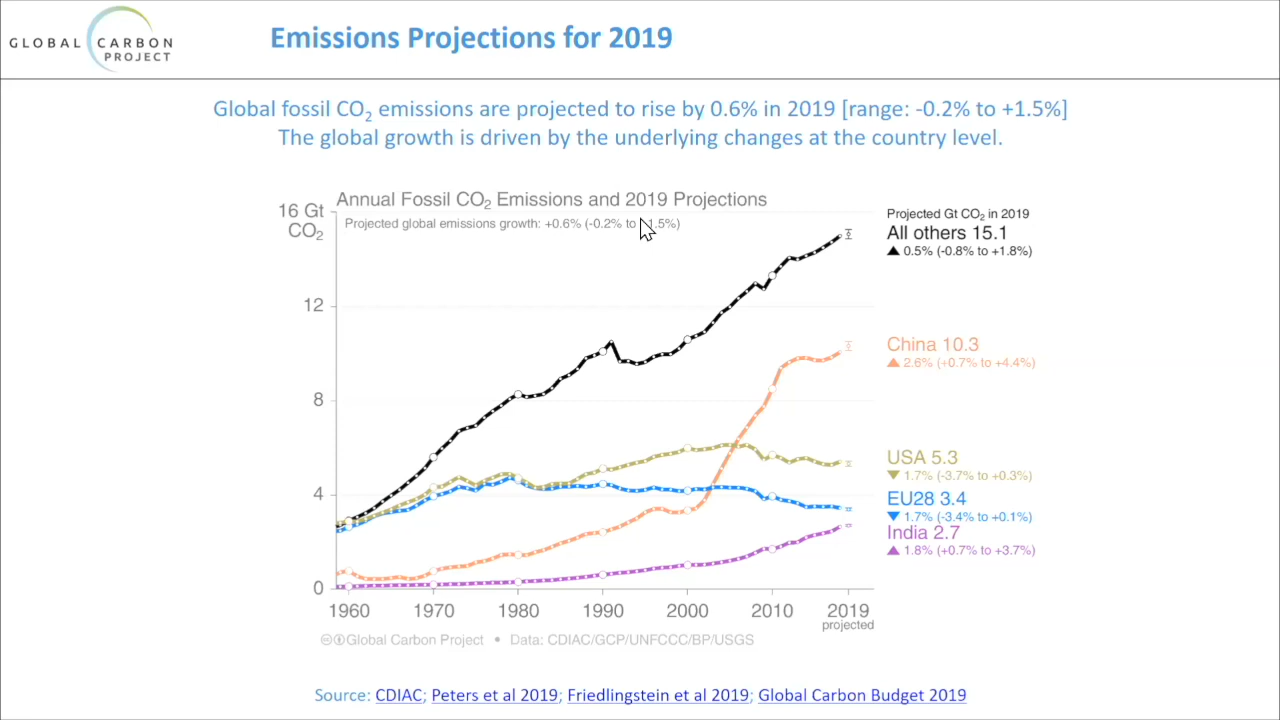 GLOBAL CARBON
PROJECT
Emissions Projections for 2019
Global fossil CO₂ emissions are projected to rise by 0.6% in 2019 [range: -0.2% to +1.5%]
The global growth is driven by the underlying changes at the country level.
Annual Fossil CO₂ Emissions and 2019 Projections
16 Gt
CO₂
Projected global emissions growth: +0.6% (-0.2% to 1.5%)
12
8
4
0
1960 1970 1980 1990 2000 2010 2019
projected
Projected Gt CO₂ in 2019
All others 15.1
▲ 0.5% (-0.8% to +1.8%)
China 10.3
▲ 2.6% (+0.7% to +4.4%)
USA 5.3
▼ 1.7% (-3.7% to +0.3%)
EU28 3.4
▼ 1.7% (-3.4% to +0.1%)
India 2.7
▲ 1.8% (+0.7% to +3.7%)
Global Carbon Project • Data: CDIAC/GCP/UNFCCC/BP/USGS
Source: CDIAC; Peters et al 2019; Friedlingstein et al 2019; Global Carbon Budget 2019